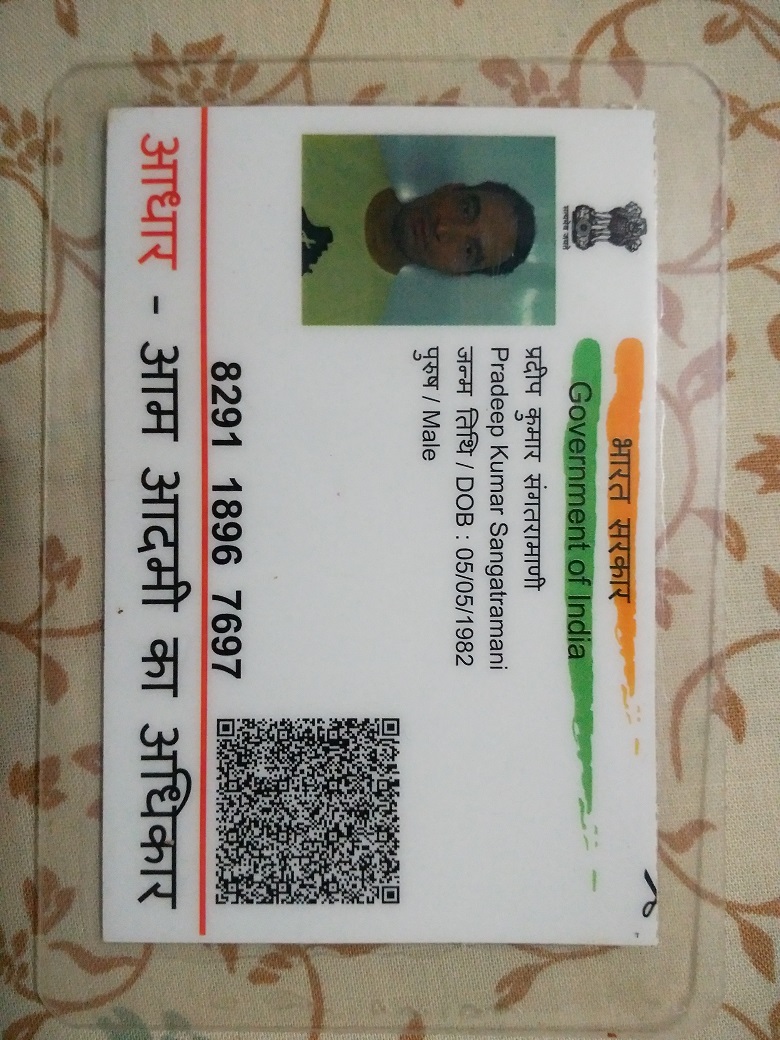 भारत सरकार
Government of India
सत्यमेव जयते
प्रदीप कुमार संगतरामाणी
Pradeep Kumar Sangatramani
जन्म तिथि / DOB : 05/05/1982
पुरुष / Male
8291 1896 7697
आधार - आम आदमी का अधिकार